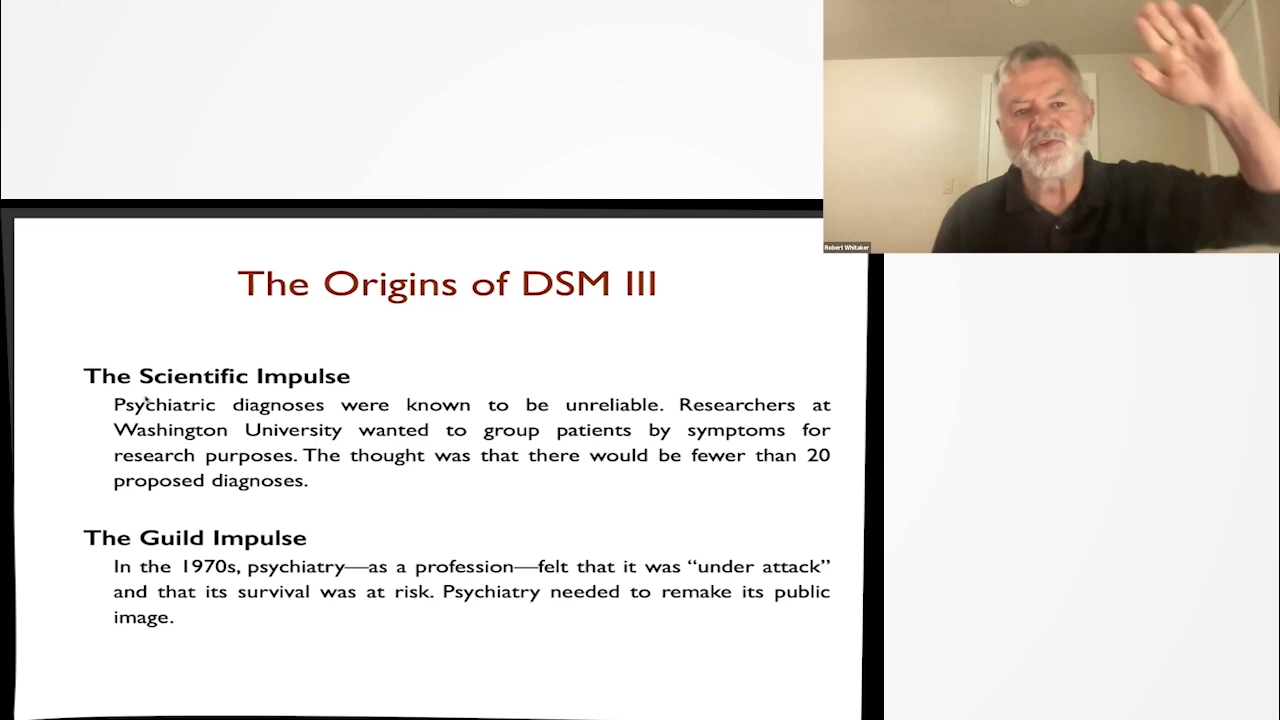 Robert Whitaker
The Origins of DSM III
The Scientific Impulse
Psychiatric diagnoses were known to be unreliable. Researchers at
Washington University wanted to group patients by symptoms for
research purposes. The thought was that there would be fewer than 20
proposed diagnoses.
The Guild Impulse
In the 1970s, psychiatry—as a profession—felt that it was “under attack”
and that its survival was at risk. Psychiatry needed to remake its public
image.